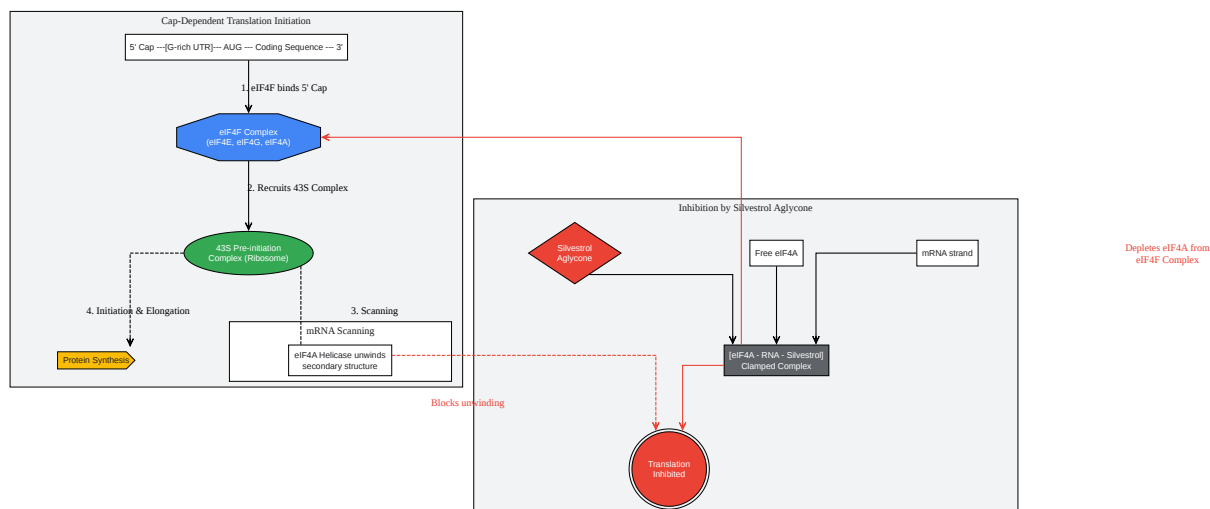 Cap-Dependent Translation Initiation
5' Cap ---[G-rich UTR]--- AUG --- Coding Sequence --- 3'
1. eIF4F binds 5' Cap
eIF4F Complex
(eIF4E, eIF4G, eIF4A)
2. Recruits 43S Complex
43S Pre-initiation
Complex (Ribosome)
4. Initiation & Elongation
3. Scanning
mRNA Scanning
Protein Synthesis
eIF4A Helicase unwinds
secondary structure
Blocks unwinding
Inhibition by Silvestrol Aglycone
Silvestrol
Aglycone
Free eIF4A
mRNA strand
Depletes eIF4A from
eIF4F Complex
[eIF4A - RNA - Silvestrol]
Clamped Complex
Translation
Inhibited